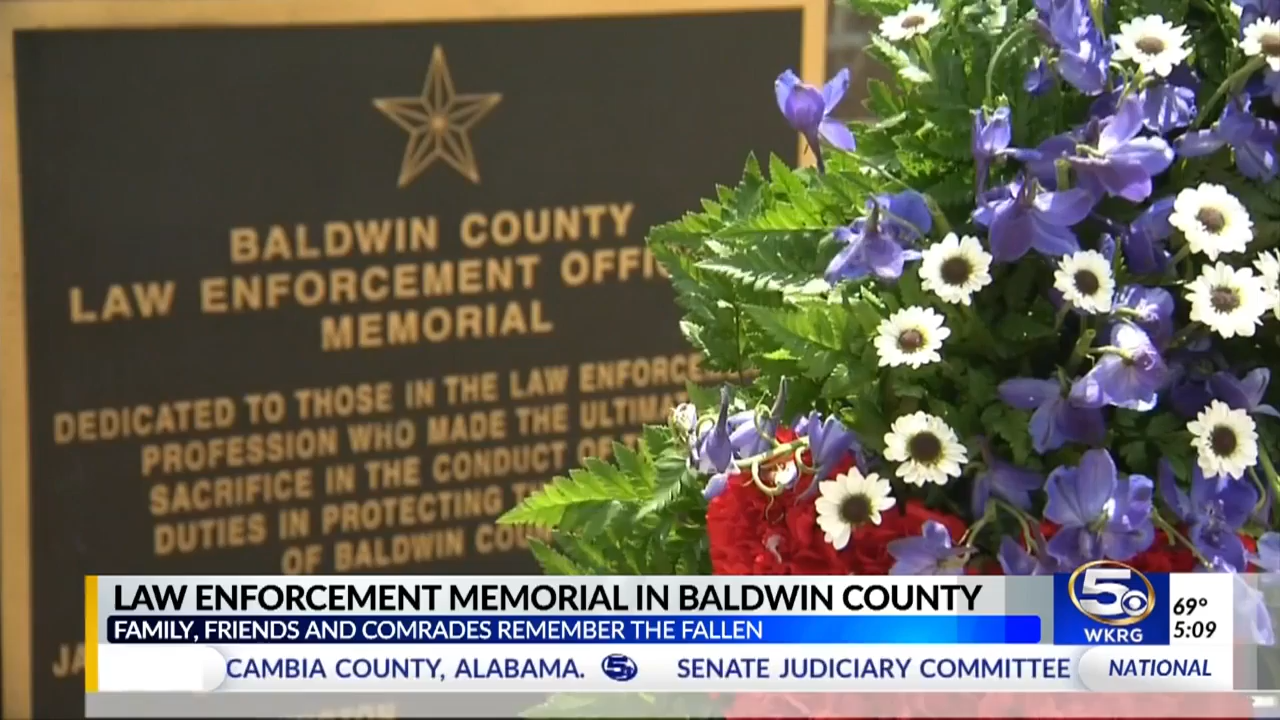 BALDWIN COUNTY
LAW ENFORCEMENT
MEMORIAL
DEDICATED TO THOSE IN THE LAW
PROFESSION WHO MADE THE
SACRIFICE IN THE CONDUCT OF
DUTIES IN PROTECTING
OF BALDWIN
LAW ENFORCEMENT MEMORIAL IN BALDWIN COUNTY
FAMILY, FRIENDS AND COMRADES REMEMBER THE FALLEN
5
WKRG
69°
5:09
CAMBIA COUNTY, ALABAMA. 5 SENATE JUDICIARY COMMITTEE
NATIONAL